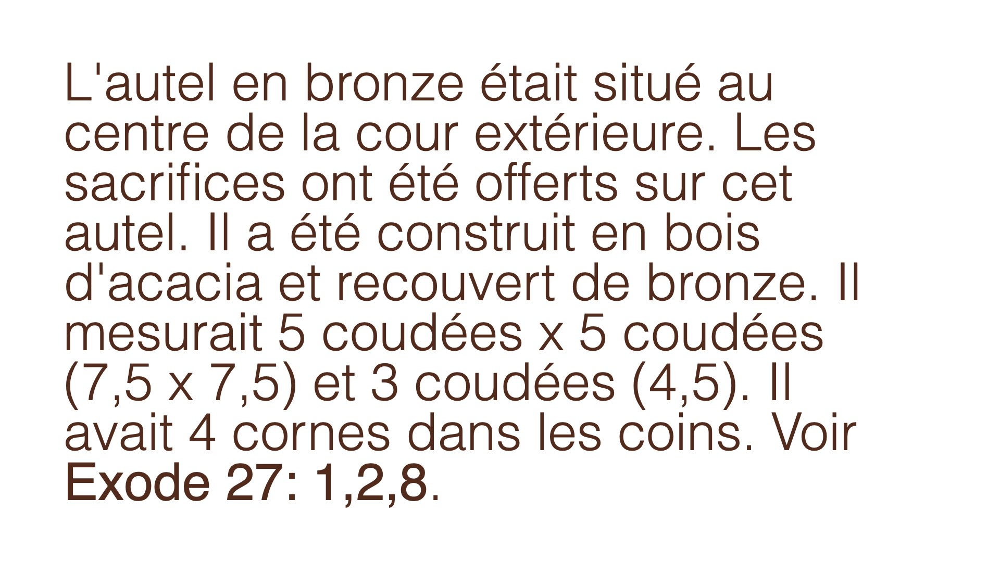 L'autel en bronze était situé au
centre de la cour extérieure. Les
sacrifices ont été offerts sur cet
autel. Il a été construit en bois
d'acacia et recouvert de bronze. Il
mesurait 5 coudées x 5 coudées
(7,5 x 7,5) et 3 coudées (4,5). Il
avait 4 cornes dans les coins. Voir
Exode 27: 1,2,8.